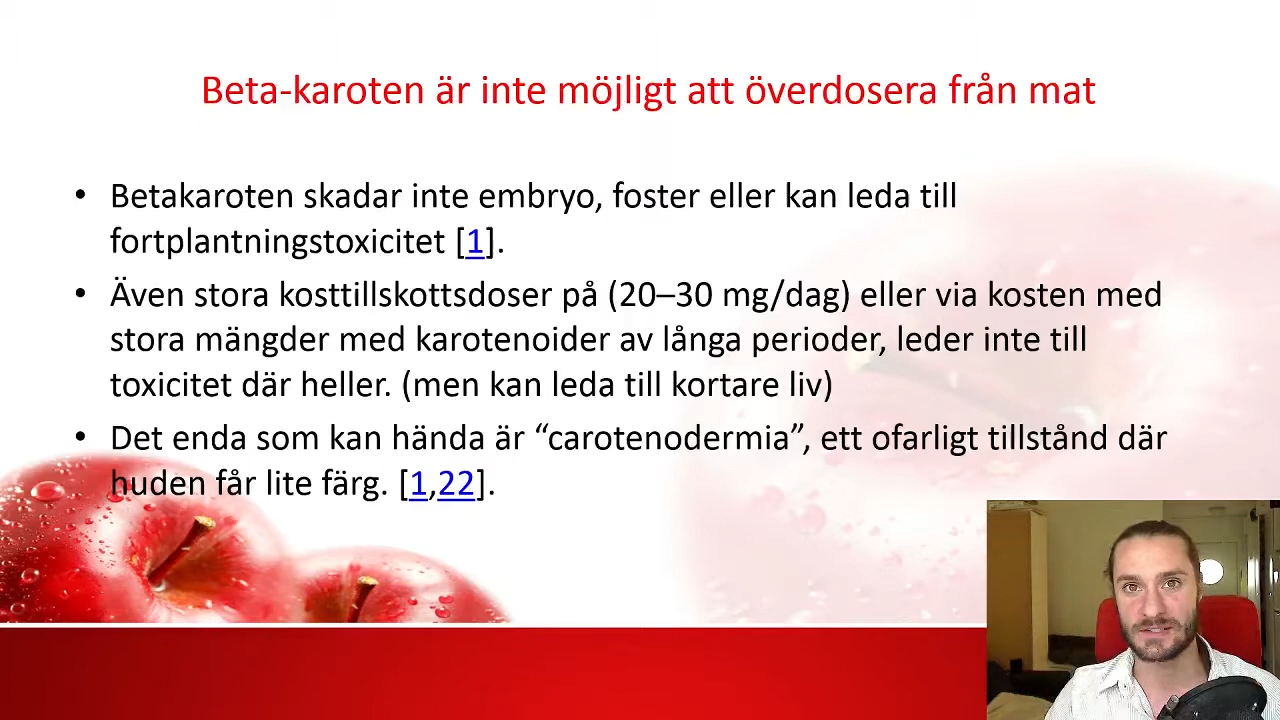 Beta-karoten är inte möjligt att överdosera från mat
• Betakaroten skadar inte embryo, foster eller kan leda till
fortplantningstoxicitet [1].
• Även stora kosttillskottsdoser på (20–30 mg/dag) eller via kosten med
stora mängder med karotenoider av långa perioder, leder inte till
toxicitet där heller. (men kan leda till kortare liv)
• Det enda som kan hända är “carotenodermia”, ett ofarligt tillstånd där
huden får lite färg. [1,22].